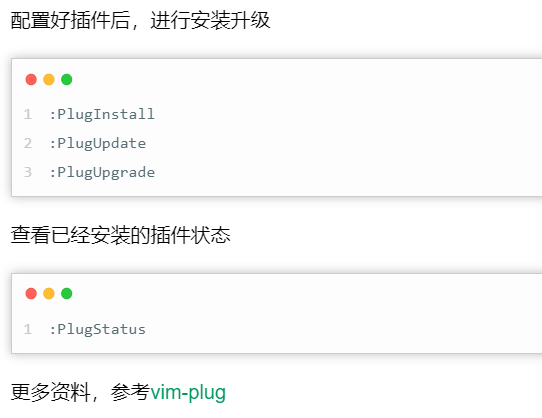 配置好插件后，进行安装升级
1 :PlugInstall
2 :PlugUpdate
3 :PlugUpgrade
查看已经安装的插件状态
1 :PlugStatus
更多资料，参考vim-plug